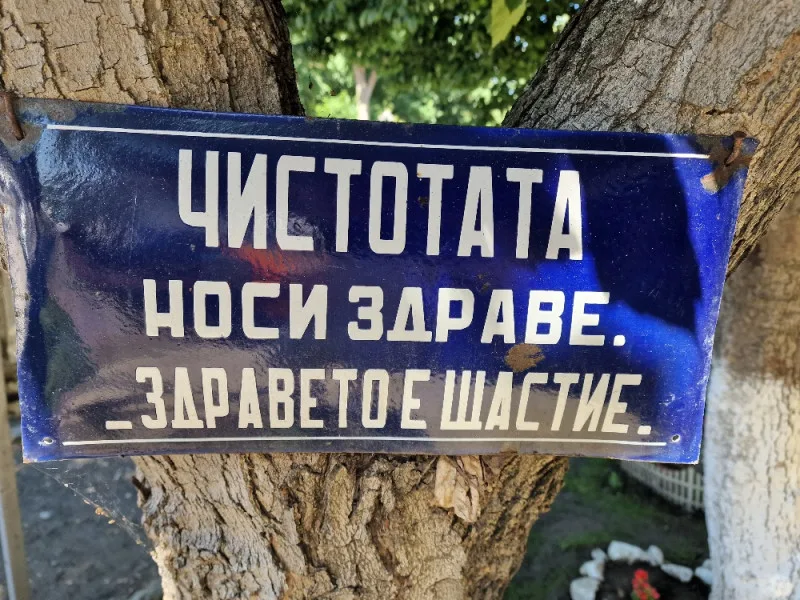 ЧИСТОТАТА
НОСИ ЗДРАВЕ.
_ЗДРАВЕТО Е ЩАСТИЕ.